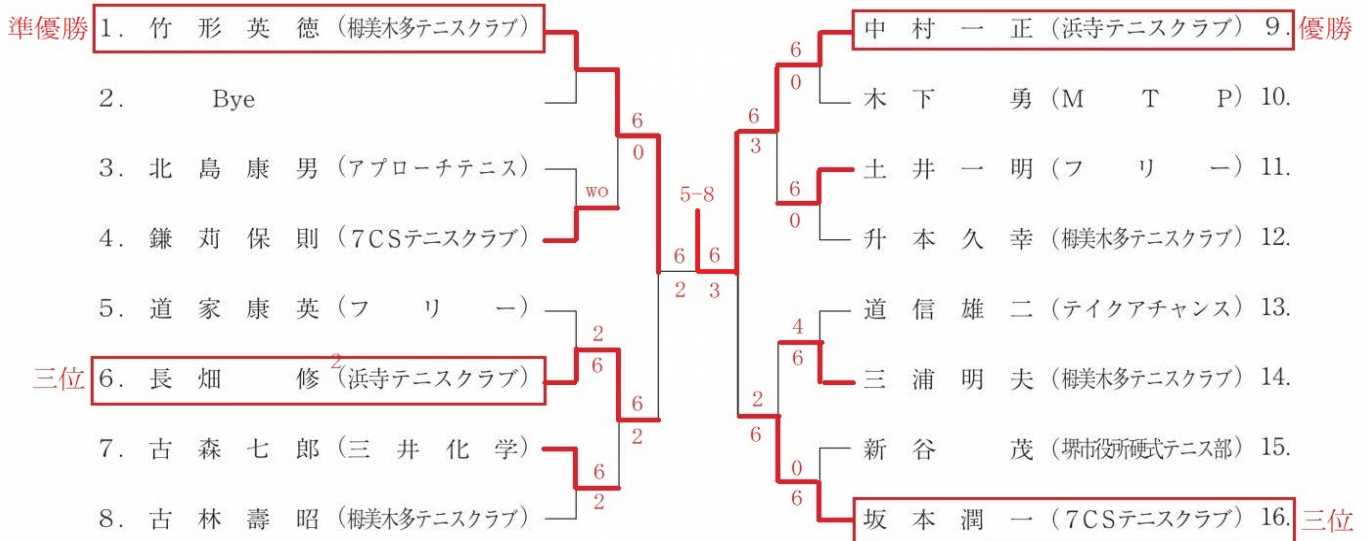 準優勝 1. 竹形英徳 (栂美木多テニスクラブ)
2. Bye
6
0
3. 北島康男 (アプローチテニス)
wo
4. 鎌苅保則 (7CSテニスクラブ)
6
2
5. 道家康英 (フリー)
2
6
三位 6. 長畑修 (浜寺テニスクラブ)
2
6
2
7. 古森七郎 (三井化学)
6
2
8. 古林壽昭 (栂美木多テニスクラブ)
5-8
中村一正 (浜寺テニスクラブ) 9. 優勝
6
0
木下勇 (MTP) 10.
6
3
土井一明 (フリー) 11.
6
0
升本久幸 (栂美木多テニスクラブ) 12.
6
3
道信雄二 (テイクアチャンス) 13.
4
6
三浦明夫 (栂美木多テニスクラブ) 14.
2
6
新谷茂 (堺市役所硬式テニス部) 15.
0
6
坂本潤一 (7CSテニスクラブ) 16. 三位